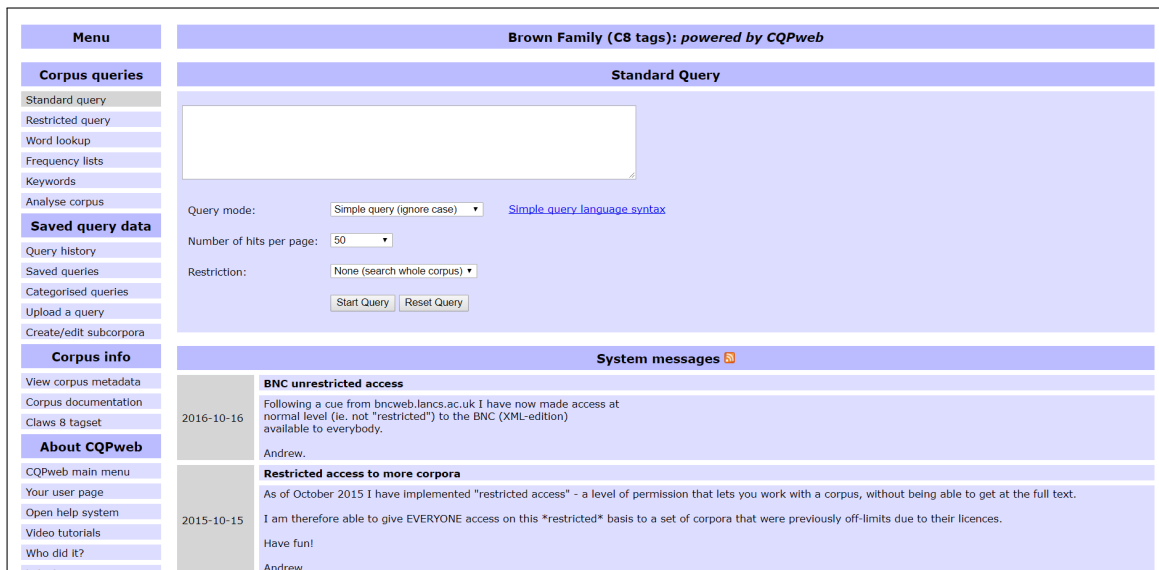 Menu
Corpus queries
Standard query
Restricted query
Word lookup
Frequency lists
Keywords
Analyse corpus
Saved query data
Query history
Saved queries
Categorised queries
Upload a query
Create/edit subcorpora
Corpus info
View corpus metadata
Corpus documentation
Claws 8 tagset
About CQPweb
CQPweb main menu
Your user page
Open help system
Video tutorials
Who did it?
Brown Family (C8 tags): powered by CQPweb
Standard Query
Query mode: Simple query (ignore case) Simple query language syntax
Number of hits per page: 50
Restriction: None (search whole corpus)
Start Query Reset Query
System messages
2016-10-16
BNC unrestricted access
Following a cue from bncweb.lancs.ac.uk I have now made access at
normal level (ie. not "restricted") to the BNC (XML-edition)
available to everybody.
Andrew.
2015-10-15
Restricted access to more corpora
As of October 2015 I have implemented "restricted access" - a level of permission that lets you work with a corpus, without being able to get at the full text.
I am therefore able to give EVERYONE access on this *restricted* basis to a set of corpora that were previously off-limits due to their licences.
Have fun!
Andrew